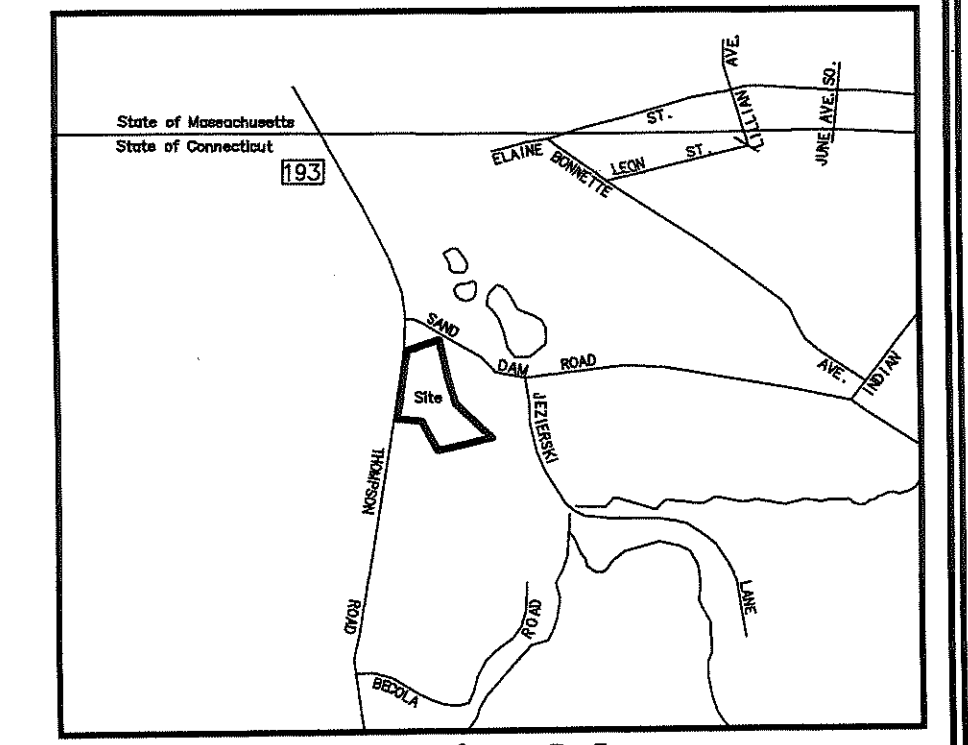 State of Massachusetts
State of Connecticut
193
AVE.
LILLIAN
JUNE AVE. SO.
ELAINE ST.
BONNETTE AVE.
LEON ST.
INDIAN
SAND DAM ROAD
Site
JEZIERSKI LANE
THOMPSON ROAD
ROAD
BECOLA